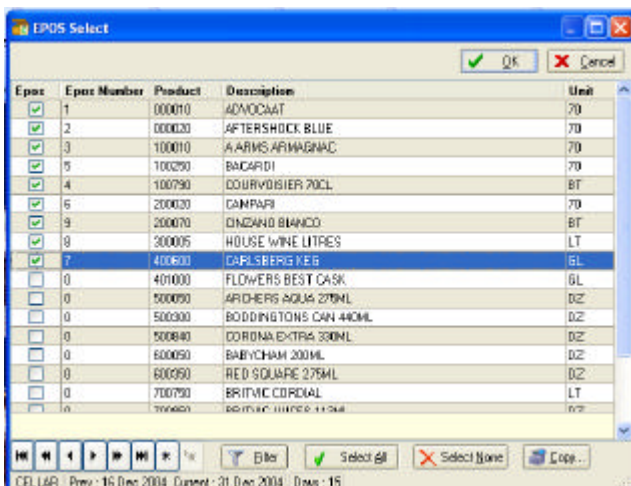 EPOS Select
OK Cancel
Epos Epos Number Product Description Unit
1 000010 ADVOCAAT 70
2 000020 AFTERSHOCK BLUE 70
3 100010 A.ARMS ARMAGNAC 70
5 100250 BACARDI 70
4 100790 COURVOISIER 70CL BT
6 200020 CAMPARI 70
9 200070 CINZANO BIANCO BT
8 300005 HOUSE WINE LITRES LT
7 400600 CARLSBERG KEG GL
0 401000 FLOWERS BEST CASK GL
0 500050 ARCHERS AQUA 275ML DZ
0 500300 BODDINGTONS CAN 440ML DZ
0 500840 CORONA EXTRA 330ML DZ
0 600050 BABYCHAM 200ML DZ
0 600350 RED SQUARE 275ML DZ
0 700750 BRITVIC CORDIAL LT
0 BRITVIC JUICES 113ML DZ
Filter Select All Select None Copy...
CELLAR Prev : 16 Dec 2004 Current : 31 Dec 2004 Days : 15